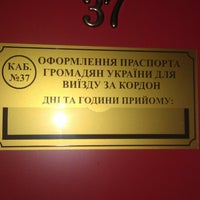 37
КАБ.
№37
ОФОРМЛЕННЯ ПРАСПОРТА
ГРОМАДЯН УКРАЇНИ ДЛЯ
ВИЇЗДУ ЗА КОРДОН
ДНІ ТА ГОДИНИ ПРИЙОМУ: